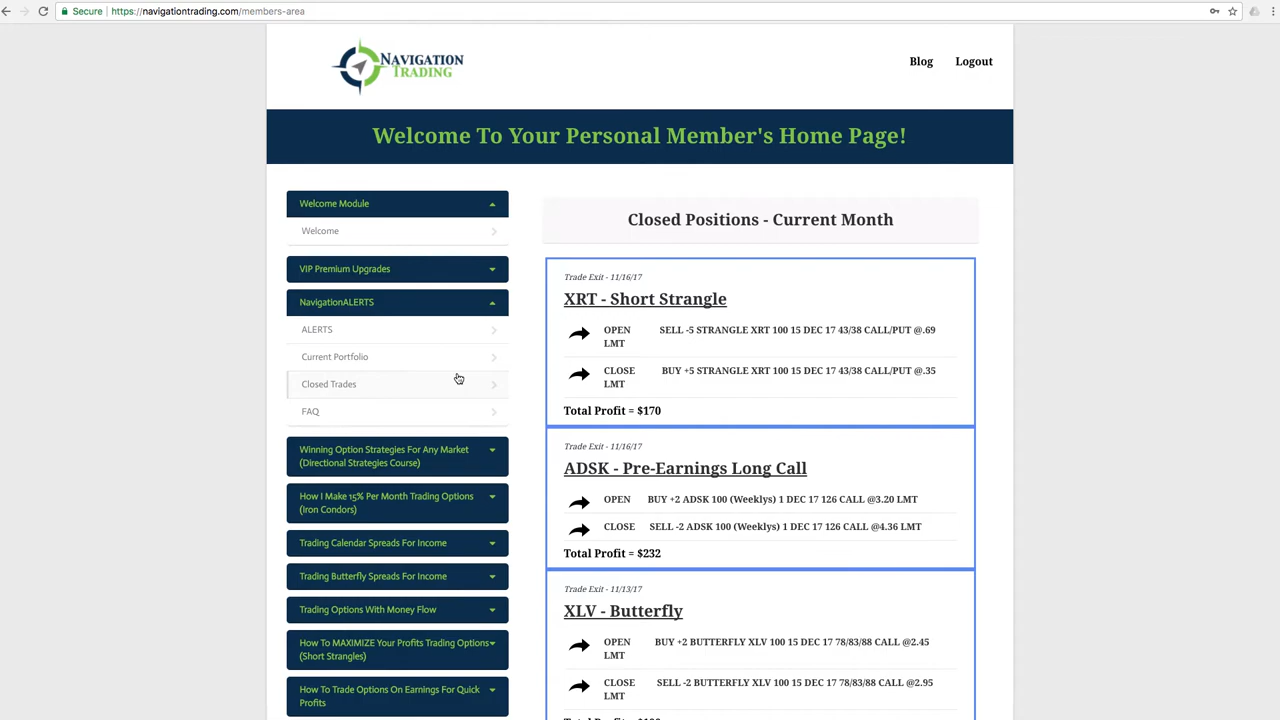 Secure | https://navigationtrading.com/members-area
NAVIGATION
TRADING
Blog
Logout
Welcome To Your Personal Member's Home Page!
Welcome Module
Welcome
VIP Premium Upgrades
NavigationALERTS
ALERTS
Current Portfolio
Closed Trades
FAQ
Winning Option Strategies For Any Market
(Directional Strategies Course)
How I Make 15% Per Month Trading Options
(Iron Condors)
Trading Calendar Spreads For Income
Trading Butterfly Spreads For Income
Trading Options With Money Flow
How To MAXIMIZE Your Profits Trading Options
(Short Strangles)
How To Trade Options On Earnings For Quick
Profits
Closed Positions - Current Month
Trade Exit - 11/16/17
XRT - Short Strangle
OPEN SELL -5 STRANGLE XRT 100 15 DEC 17 43/38 CALL/PUT @.69
LMT
CLOSE BUY +5 STRANGLE XRT 100 15 DEC 17 43/38 CALL/PUT @.35
LMT
Total Profit = $170
Trade Exit - 11/16/17
ADSK - Pre-Earnings Long Call
OPEN BUY +2 ADSK 100 (Weeklys) 1 DEC 17 126 CALL @3.20 LMT
CLOSE SELL -2 ADSK 100 (Weeklys) 1 DEC 17 126 CALL @4.36 LMT
Total Profit = $232
Trade Exit - 11/13/17
XLV - Butterfly
OPEN BUY +2 BUTTERFLY XLV 100 15 DEC 17 78/83/88 CALL @2.45
LMT
CLOSE SELL -2 BUTTERFLY XLV 100 15 DEC 17 78/83/88 CALL @2.95
LMT